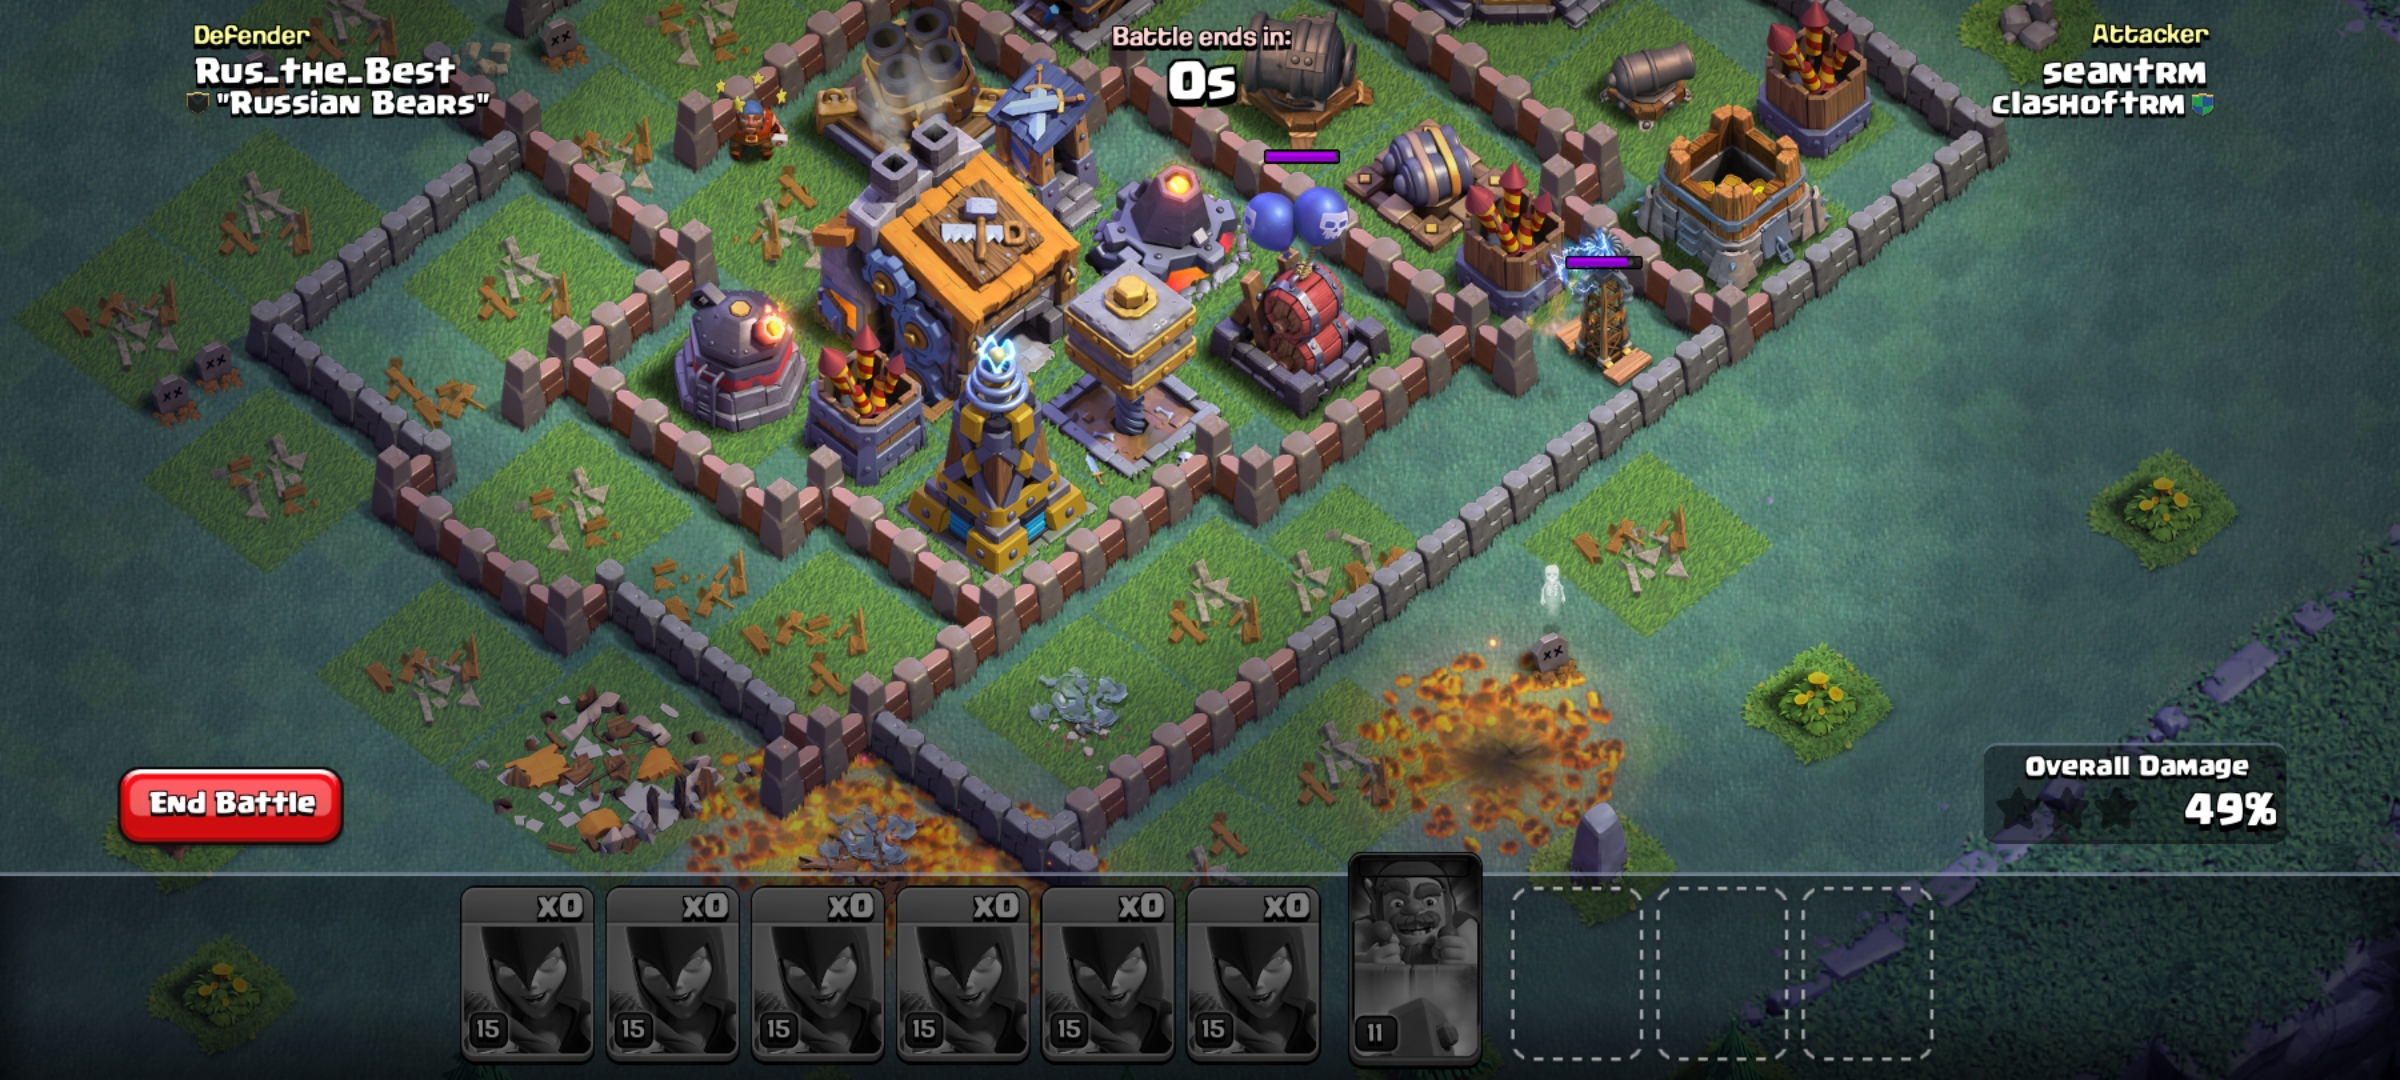 Defender
Rus_the_Best
"Russian Bears"
Battle ends in:
0s
Attacker
seantRM
clashoftRM
End Battle
Overall Damage
49%
x0
x0
x0
x0
x0
x0
15
15
15
15
15
15
11